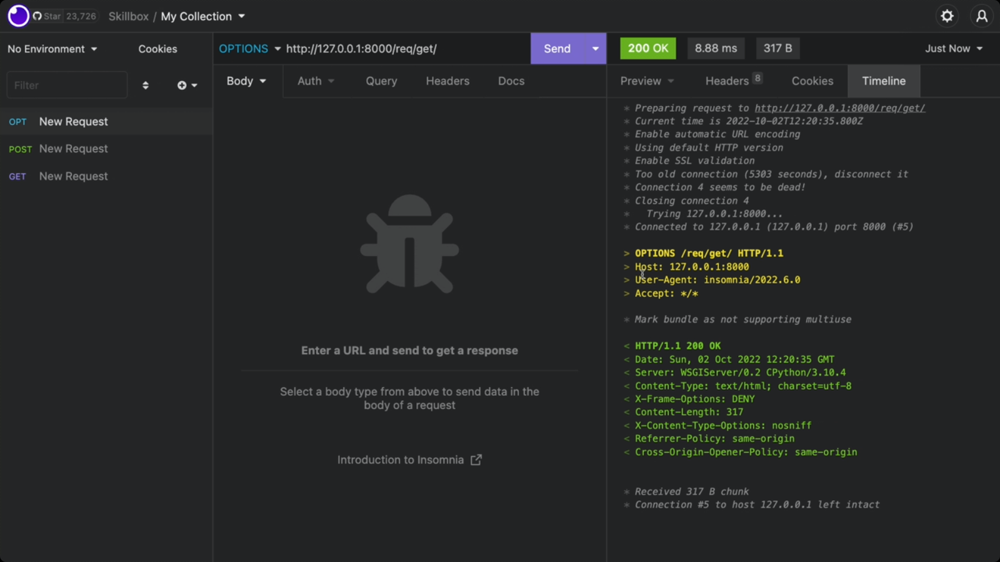 Star 23,726 Skillbox / My Collection
No Environment Cookies
Filter
OPT New Request
POST New Request
GET New Request
OPTIONS http://127.0.0.1:8000/req/get/ Send
Body Auth Query Headers Docs
Enter a URL and send to get a response
Select a body type from above to send data in the
body of a request
Introduction to Insomnia
200 OK 8.88 ms 317 B Just Now
Preview Headers 8 Cookies Timeline
* Preparing request to http://127.0.0.1:8000/req/get/
* Current time is 2022-10-02T12:20:35.800Z
* Enable automatic URL encoding
* Using default HTTP version
* Enable SSL validation
* Too old connection (5303 seconds), disconnect it
* Connection 4 seems to be dead!
* Closing connection 4
* Trying 127.0.0.1:8000...
* Connected to 127.0.0.1 (127.0.0.1) port 8000 (#5)
> OPTIONS /req/get/ HTTP/1.1
> Host: 127.0.0.1:8000
> User-Agent: insomnia/2022.6.0
> Accept: */*
* Mark bundle as not supporting multiuse
< HTTP/1.1 200 OK
< Date: Sun, 02 Oct 2022 12:20:35 GMT
< Server: WSGIServer/0.2 CPython/3.10.4
< Content-Type: text/html; charset=utf-8
< X-Frame-Options: DENY
< Content-Length: 317
< X-Content-Type-Options: nosniff
< Referrer-Policy: same-origin
< Cross-Origin-Opener-Policy: same-origin
* Received 317 B chunk
* Connection #5 to host 127.0.0.1 left intact